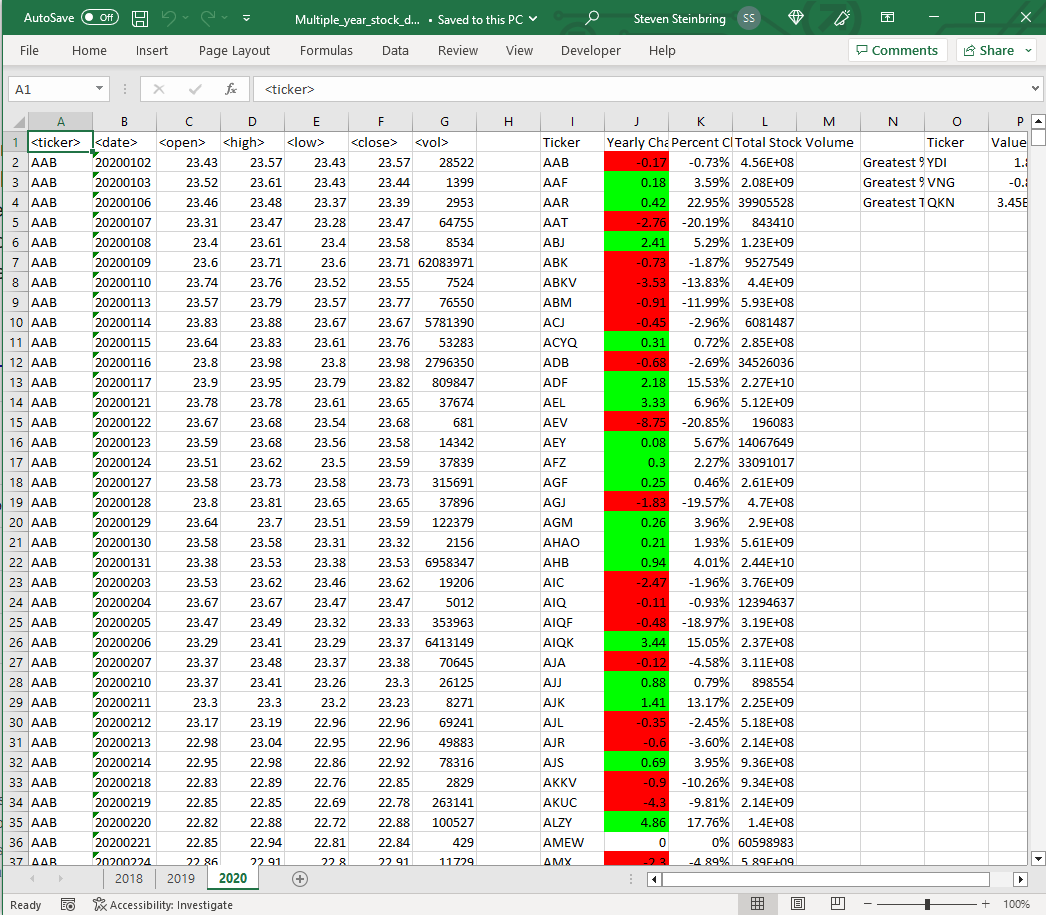 AutoSave Off Multiple_year_stock_d... • Saved to this PC Steven Steinbring SS
File Home Insert Page Layout Formulas Data Review View Developer Help Comments Share
A1 fx <ticker>
A B C D E F G H I J K L M N O P
1 <ticker> <date> <open> <high> <low> <close> <vol> Ticker Yearly Cha Percent Cl Total Stock Volume Ticker Value
2 AAB 20200102 23.43 23.57 23.43 23.57 28522 AAB -0.17 -0.73% 4.56E+08 Greatest % YDI 1.8
3 AAB 20200103 23.52 23.61 23.43 23.44 1399 AAF 0.18 3.59% 2.08E+09 Greatest % VNG -0.8
4 AAB 20200106 23.46 23.48 23.37 23.39 2953 AAR 0.42 22.95% 39905528 Greatest T QKN 3.45E
5 AAB 20200107 23.31 23.47 23.28 23.47 64755 AAT -2.76 -20.19% 843410
6 AAB 20200108 23.4 23.61 23.4 23.58 8534 ABJ 2.41 5.29% 1.23E+09
7 AAB 20200109 23.6 23.71 23.6 23.71 62083971 ABK -0.73 -1.87% 9527549
8 AAB 20200110 23.74 23.76 23.52 23.55 7524 ABKV -3.53 -13.83% 4.4E+09
9 AAB 20200113 23.57 23.79 23.57 23.77 76550 ABM -0.91 -11.99% 5.93E+08
10 AAB 20200114 23.83 23.88 23.67 23.67 5781390 ACJ -0.45 -2.96% 6081487
11 AAB 20200115 23.64 23.83 23.61 23.76 53283 ACYQ 0.31 0.72% 2.85E+08
12 AAB 20200116 23.8 23.98 23.8 23.98 2796350 ADB -0.68 -2.69% 34526036
13 AAB 20200117 23.9 23.95 23.79 23.82 809847 ADF 2.18 15.53% 2.27E+10
14 AAB 20200121 23.78 23.78 23.61 23.65 37674 AEL 3.33 6.96% 5.12E+09
15 AAB 20200122 23.67 23.68 23.54 23.68 681 AEV -8.75 -20.85% 196083
16 AAB 20200123 23.59 23.68 23.56 23.58 14342 AEY 0.08 5.67% 14067649
17 AAB 20200124 23.51 23.62 23.5 23.59 37839 AFZ 0.3 2.27% 33091017
18 AAB 20200127 23.58 23.73 23.58 23.73 315691 AGF 0.25 0.46% 2.61E+09
19 AAB 20200128 23.8 23.81 23.65 23.65 37896 AGJ -1.83 -19.57% 4.7E+08
20 AAB 20200129 23.64 23.7 23.51 23.59 122379 AGM 0.26 3.96% 2.9E+08
21 AAB 20200130 23.58 23.58 23.31 23.32 2156 AHAO 0.21 1.93% 5.61E+09
22 AAB 20200131 23.38 23.53 23.38 23.53 6958347 AHB 0.94 4.01% 2.44E+10
23 AAB 20200203 23.53 23.62 23.46 23.62 19206 AIC -2.47 -1.96% 3.76E+09
24 AAB 20200204 23.67 23.67 23.47 23.47 5012 AIQ -0.11 -0.93% 12394637
25 AAB 20200205 23.47 23.49 23.32 23.33 353963 AIQF -0.48 -18.97% 3.19E+08
26 AAB 20200206 23.29 23.41 23.29 23.37 6413149 AIQK 3.44 15.05% 2.37E+08
27 AAB 20200207 23.37 23.48 23.37 23.38 70645 AJA -0.12 -4.58% 3.11E+08
28 AAB 20200210 23.37 23.41 23.26 23.3 26125 AJJ 0.88 0.79% 898554
29 AAB 20200211 23.3 23.3 23.2 23.23 8271 AJK 1.41 13.17% 2.25E+09
30 AAB 20200212 23.17 23.19 22.96 22.96 69241 AJL -0.35 -2.45% 5.18E+08
31 AAB 20200213 22.98 23.04 22.95 22.96 49883 AJR -0.6 -3.60% 2.14E+08
32 AAB 20200214 22.95 22.98 22.86 22.92 78316 AJS 0.69 3.95% 9.36E+08
33 AAB 20200218 22.83 22.89 22.76 22.85 2829 AKKV -0.9 -10.26% 9.34E+08
34 AAB 20200219 22.85 22.85 22.69 22.78 263141 AKUC -4.3 -9.81% 2.14E+09
35 AAB 20200220 22.82 22.88 22.72 22.88 100527 ALZY 4.86 17.76% 1.4E+08
36 AAB 20200221 22.85 22.94 22.81 22.84 429 AMEW 0 0% 60598983
37 AAB 20200224 22.86 22.91 22.8 22.91 11729 AMX -2.3 -4.89% 5.89E+09
2018 2019 2020
Ready Accessibility: Investigate 100%